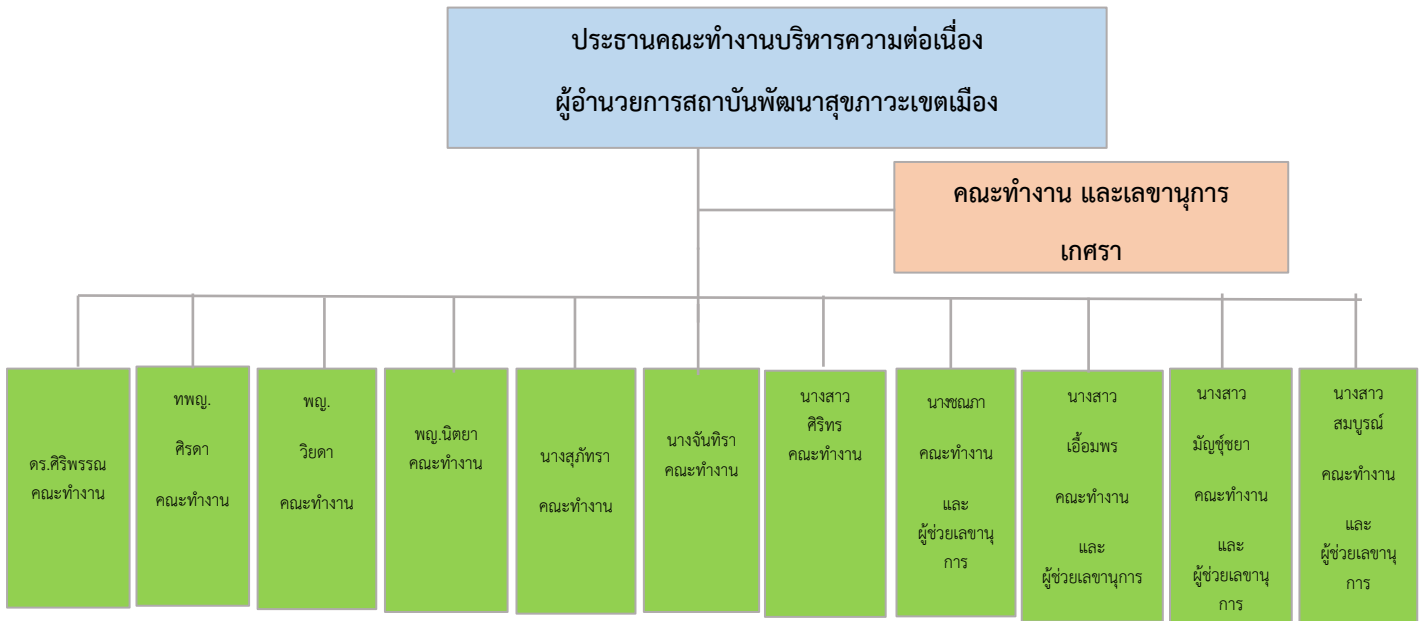 ประธานคณะทำงานบริหารความต่อเนื่อง
ผู้อำนวยการสถาบันพัฒนาสุขภาวะเขตเมือง
คณะทำงาน และเลขานุการ
เกศรา
ดร.ศิริพรรณ
คณะทำงาน
ทพญ.
ศิรดา
คณะทำงาน
พญ.
วิยดา
คณะทำงาน
พญ.นิตยา
คณะทำงาน
นางสุภัทรา
คณะทำงาน
นางจันทิรา
คณะทำงาน
นางสาว
ศิริทร
คณะทำงาน
นางชณภา
คณะทำงาน
และ
ผู้ช่วยเลขานุ
การ
นางสาว
เอื้อมพร
คณะทำงาน
และ
ผู้ช่วยเลขานุการ
นางสาว
มัญชุ์ชยา
คณะทำงาน
และ
ผู้ช่วยเลขานุ
การ
นางสาว
สมบูรณ์
คณะทำงาน
และ
ผู้ช่วยเลขานุ
การ